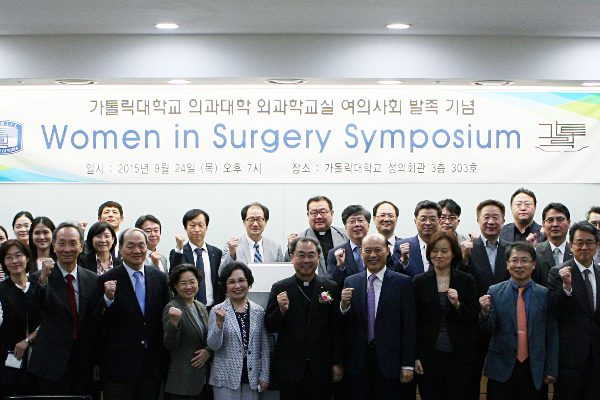 가톨릭대학교 의과대학 외과학교실 여의사회 발족 기념
Women in Surgery Symposium
일시 : 2015년 9월 24일 (목) 오후 7시 장소 : 가톨릭대학교 성의회관 3층 303호